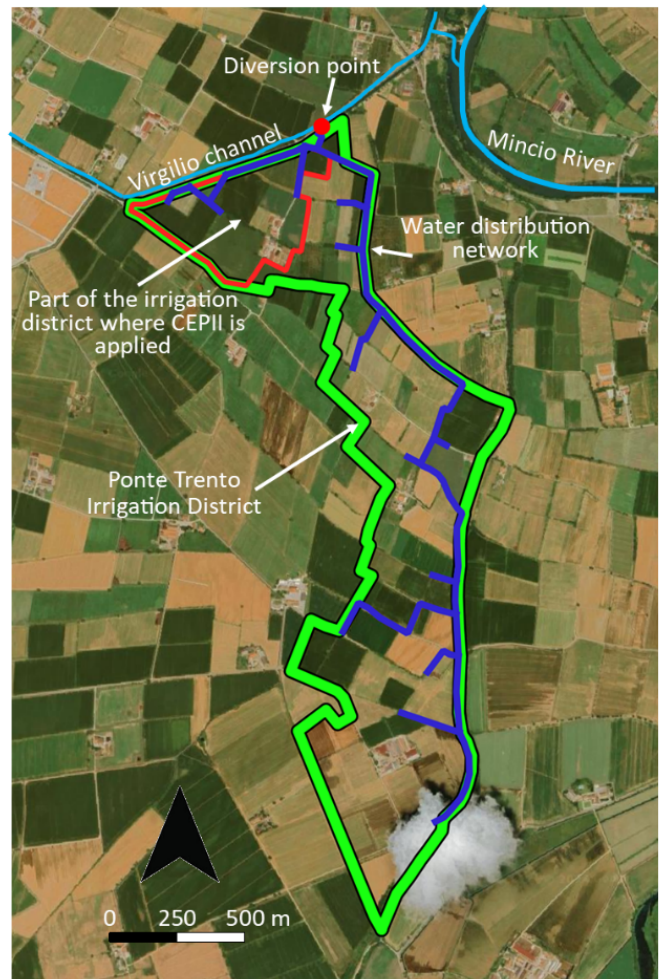 Diversion point
Virgilio channel
Mincio River
Water distribution
network
Part of the irrigation
district where CEPII is
applied
Ponte Trento
Irrigation District
0 250 500 m